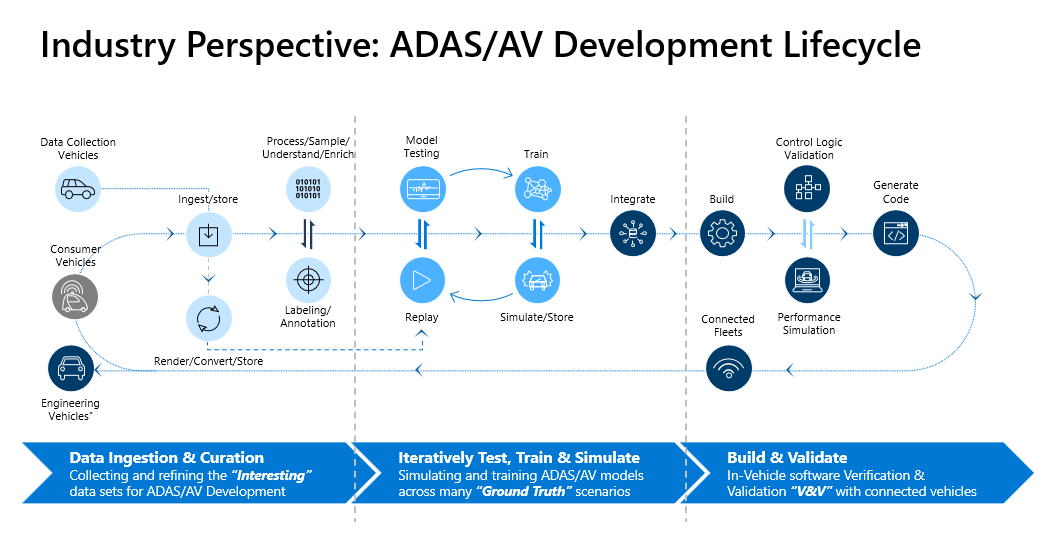 Industry Perspective: ADAS/AV Development Lifecycle
Data Collection
Vehicles
Process/Sample/
Understand/Enrich
010101
101010
010101
Ingest/store
Consumer
Vehicles
Labeling/
Annotation
Render/Convert/Store
Engineering
Vehicles”
Model
Testing
Train
Replay
Simulate/Store
Integrate
Build
Control Logic
Validation
Generate
Code
Performance
Simulation
Connected
Fleets
Data Ingestion & Curation
Collecting and refining the “Interesting”
data sets for ADAS/AV Development
Iteratively Test, Train & Simulate
Simulating and training ADAS/AV models
across many “Ground Truth” scenarios
Build & Validate
In-Vehicle software Verification &
Validation “V&V” with connected vehicles